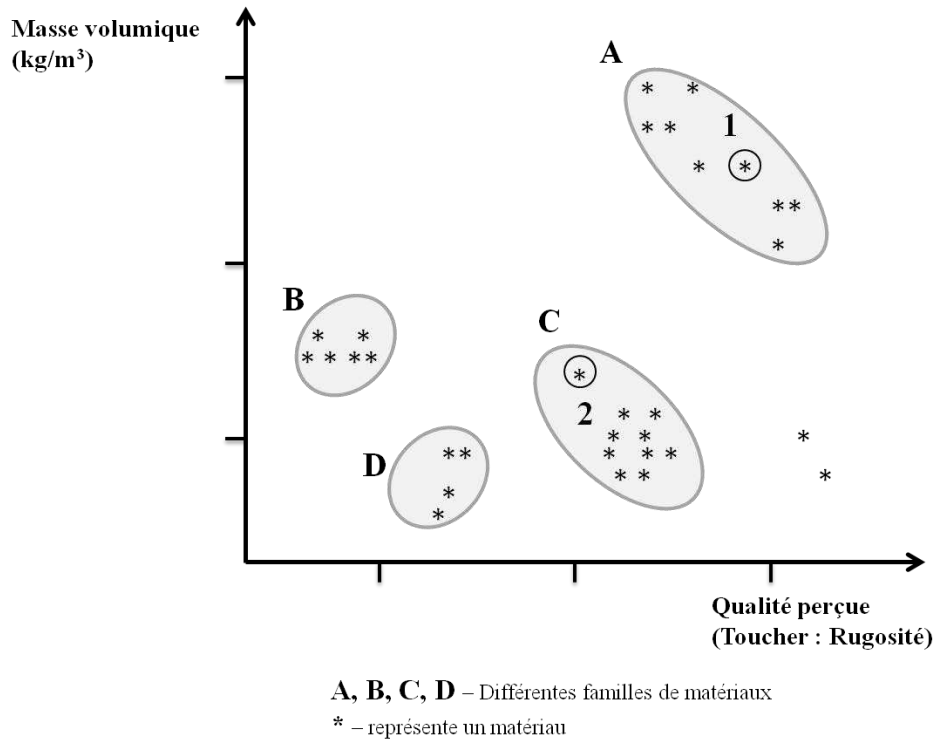 Masse volumique
(kg/m³)
A
1
B
C
2
D
Qualité perçue
(Toucher : Rugosité)
A, B, C, D – Différentes familles de matériaux
* – représente un matériau